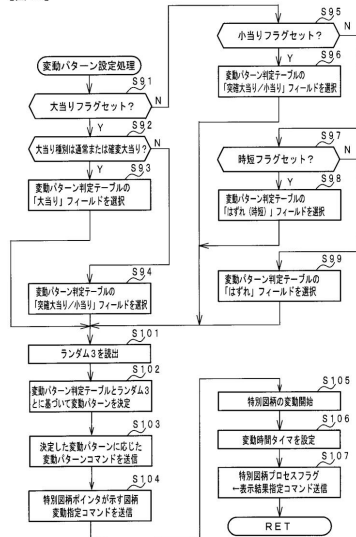 変動パターン設定処理
S91
大当りフラグセット?
N
Y
S92
大当り種別は通常または確変大当り?
N
Y
S93
変動パターン判定テーブルの
「大当り」フィールドを選択
S94
変動パターン判定テーブルの
「突確大当り/小当り」フィールドを選択
S95
小当りフラグセット?
N
Y
S96
変動パターン判定テーブルの
「突確大当り/小当り」フィールドを選択
S97
時短フラグセット?
N
Y
S98
変動パターン判定テーブルの
「はずれ(時短)」フィールドを選択
S99
変動パターン判定テーブルの
「はずれ」フィールドを選択
S101
ランダム3を読出
S102
変動パターン判定テーブルとランダム3
とに基づいて変動パターンを決定
S103
決定した変動パターンに応じた
変動パターンコマンドを送信
S104
特別図柄ポインタが示す図柄
変動指定コマンドを送信
S105
特別図柄の変動開始
S106
変動時間タイマを設定
S107
特別図柄プロセスフラグ
←表示結果指定コマンド送信
RET